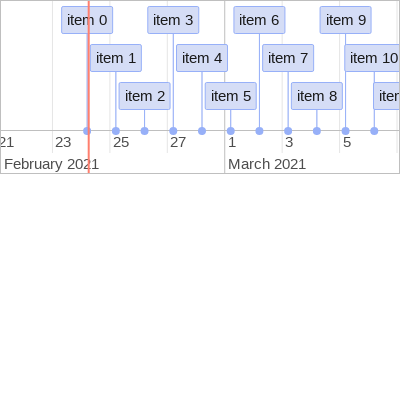 item 0 item 3 item 6 item 9
item 1 item 4 item 7 item 10
item 2 item 5 item 8
21 23 25 27 1 3 5
February 2021 March 2021